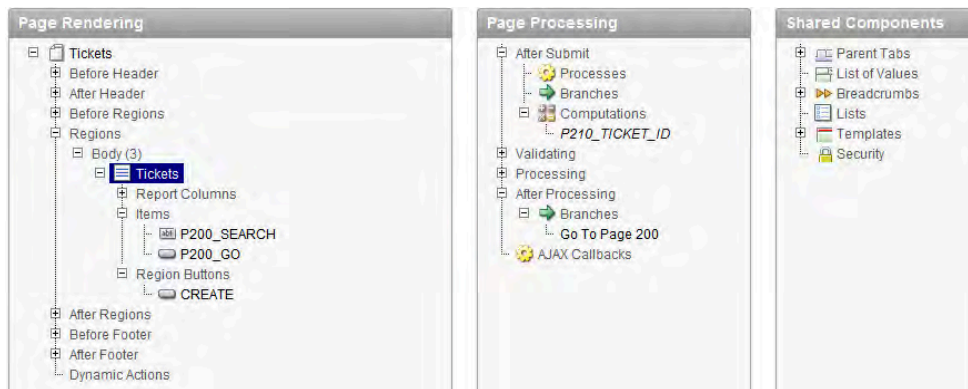 Page Rendering
Tickets
Before Header
After Header
Before Regions
Regions
Body (3)
Tickets
Report Columns
Items
P200_SEARCH
P200_GO
Region Buttons
CREATE
After Regions
Before Footer
After Footer
Dynamic Actions
Page Processing
After Submit
Processes
Branches
Computations
P210_TICKET_ID
Validating
Processing
After Processing
Branches
Go To Page 200
AJAX Callbacks
Shared Components
Parent Tabs
List of Values
Breadcrumbs
Lists
Templates
Security